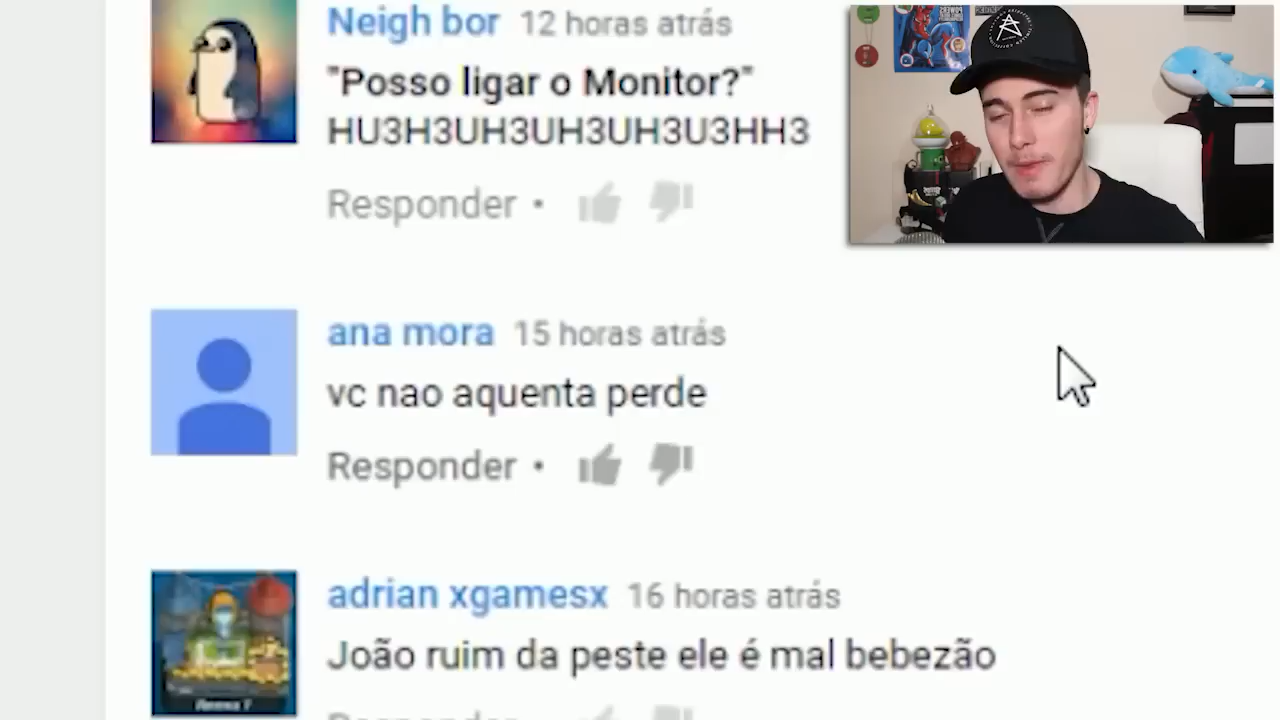 Neigh bor 12 horas atrás
"Posso ligar o Monitor?"
HU3H3UH3UH3UH3U3HH3
Responder •
ana mora 15 horas atrás
vc nao aquenta perde
Responder •
adrian xgamesx 16 horas atrás
João ruim da peste ele é mal bebezão
Responder •